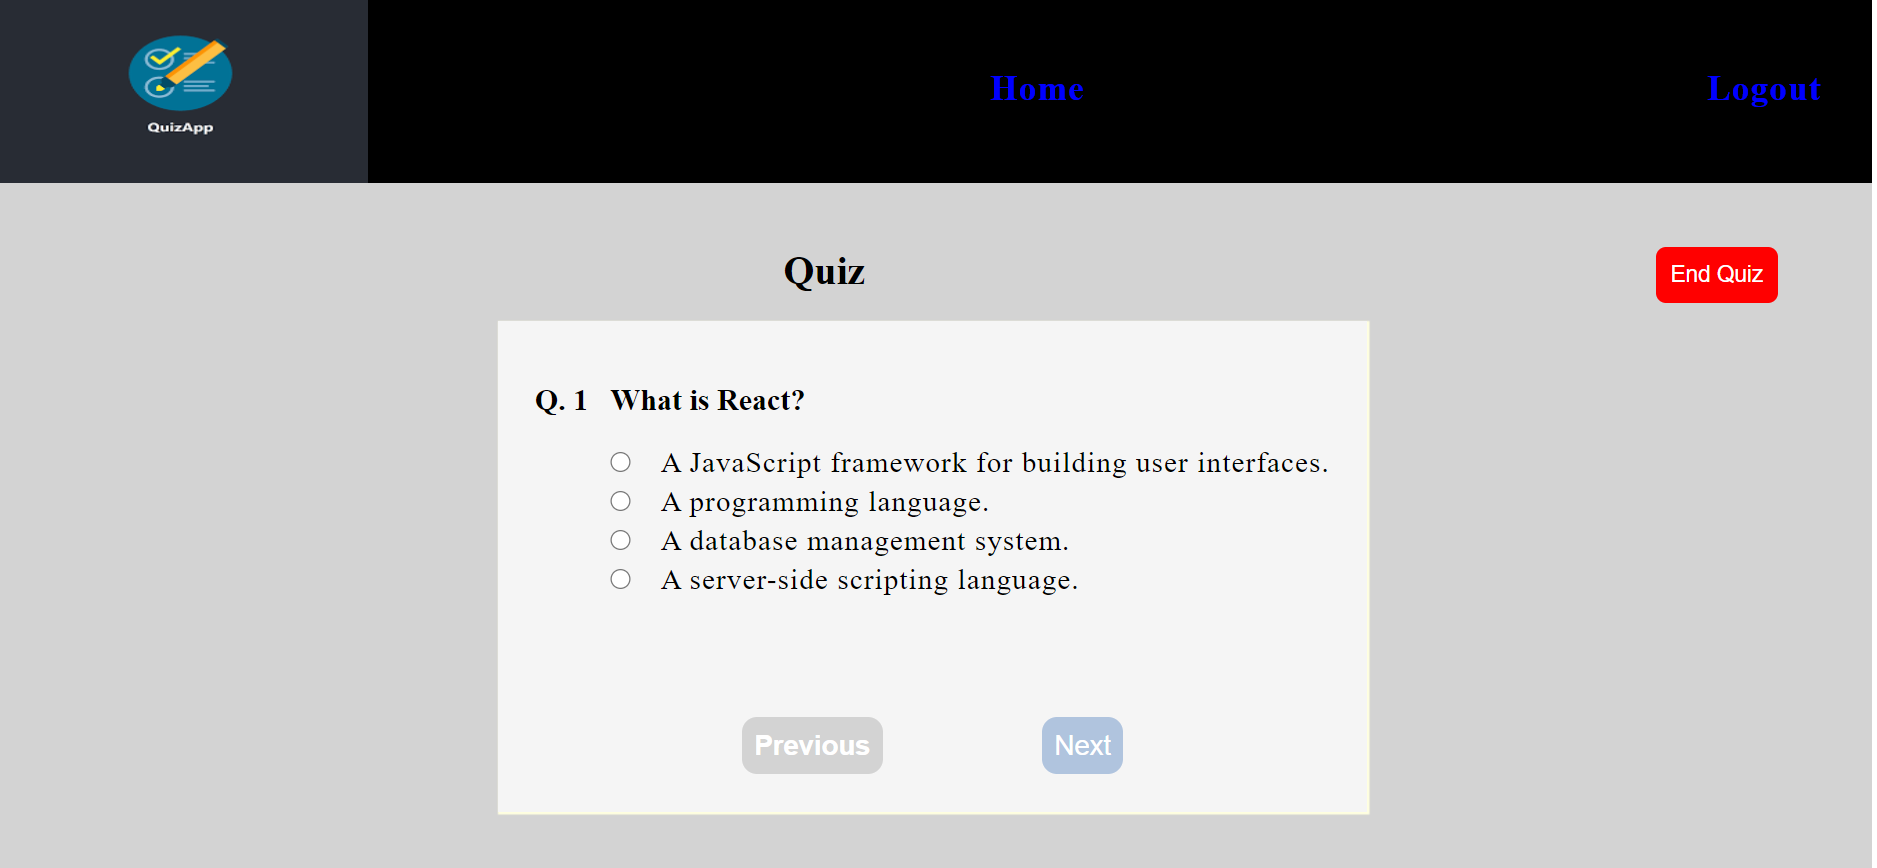 QuizApp
Home
Logout
Quiz
End Quiz
Q. 1 What is React?
A JavaScript framework for building user interfaces.
A programming language.
A database management system.
A server-side scripting language.
Previous
Next